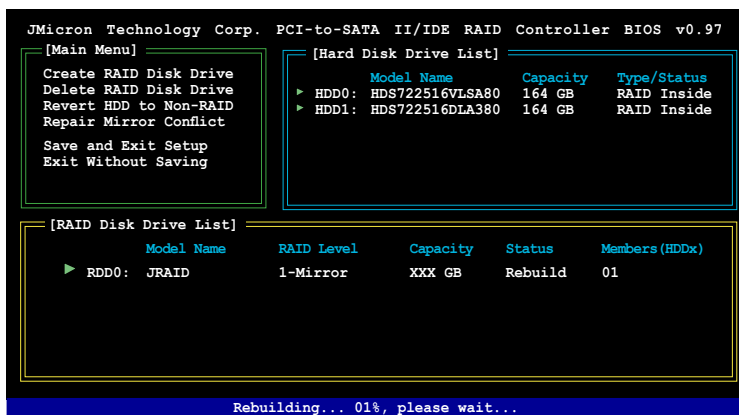 JMicron Technology Corp. PCI-to-SATA II/IDE RAID Controller BIOS v0.97
[Main Menu]
Create RAID Disk Drive
Delete RAID Disk Drive
Revert HDD to Non-RAID
Repair Mirror Conflict
Save and Exit Setup
Exit Without Saving
[Hard Disk Drive List]
Model Name Capacity Type/Status
HDD0: HDS722516VLSA80 164 GB RAID Inside
HDD1: HDS722516DLA380 164 GB RAID Inside
[RAID Disk Drive List]
Model Name RAID Level Capacity Status Members(HDDx)
RDD0: JRAID 1-Mirror XXX GB Rebuild 01
Rebuilding... 01%, please wait...